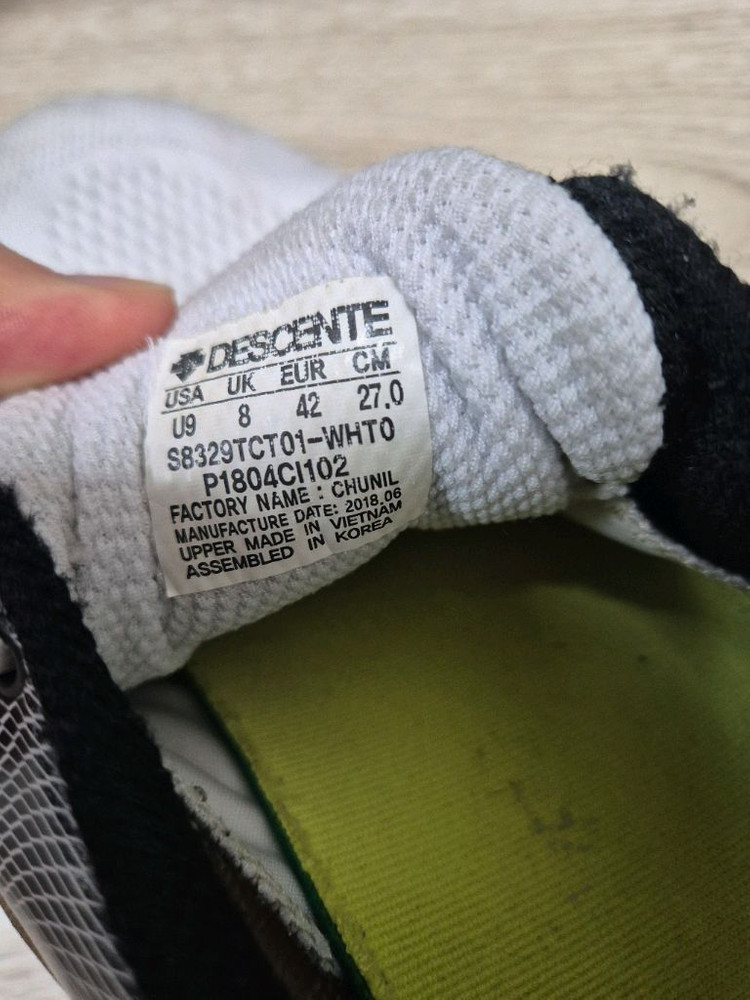 DESCENTE
USA UK EUR CM
U9 8 42 27.0
S8329TCT01-WHT0
P1804CI102
FACTORY NAME : CHUNIL
MANUFACTURE DATE: 2018.06
UPPER MADE IN VIETNAM
ASSEMBLED IN KOREA